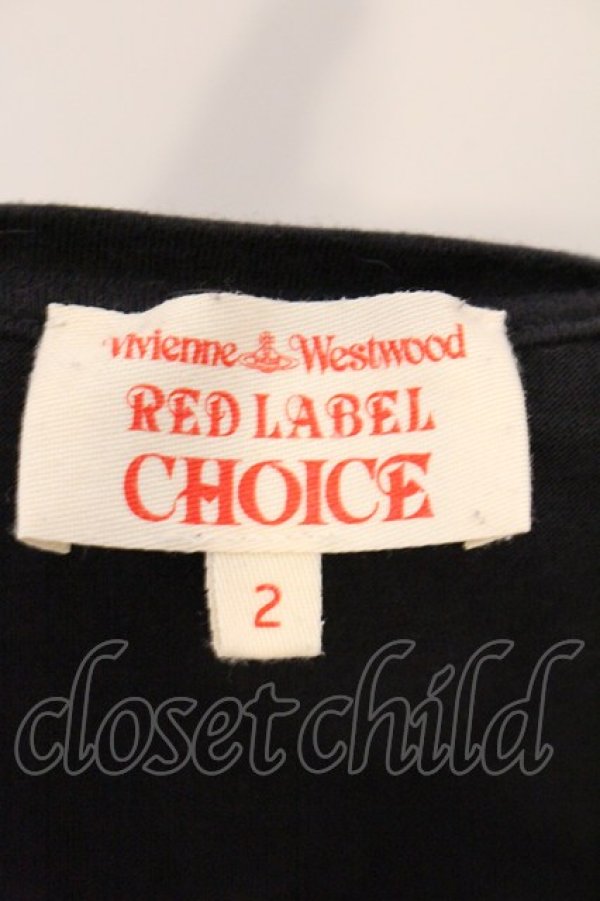 Vivienne Westwood
RED LABEL
CHOICE
2
closetchild